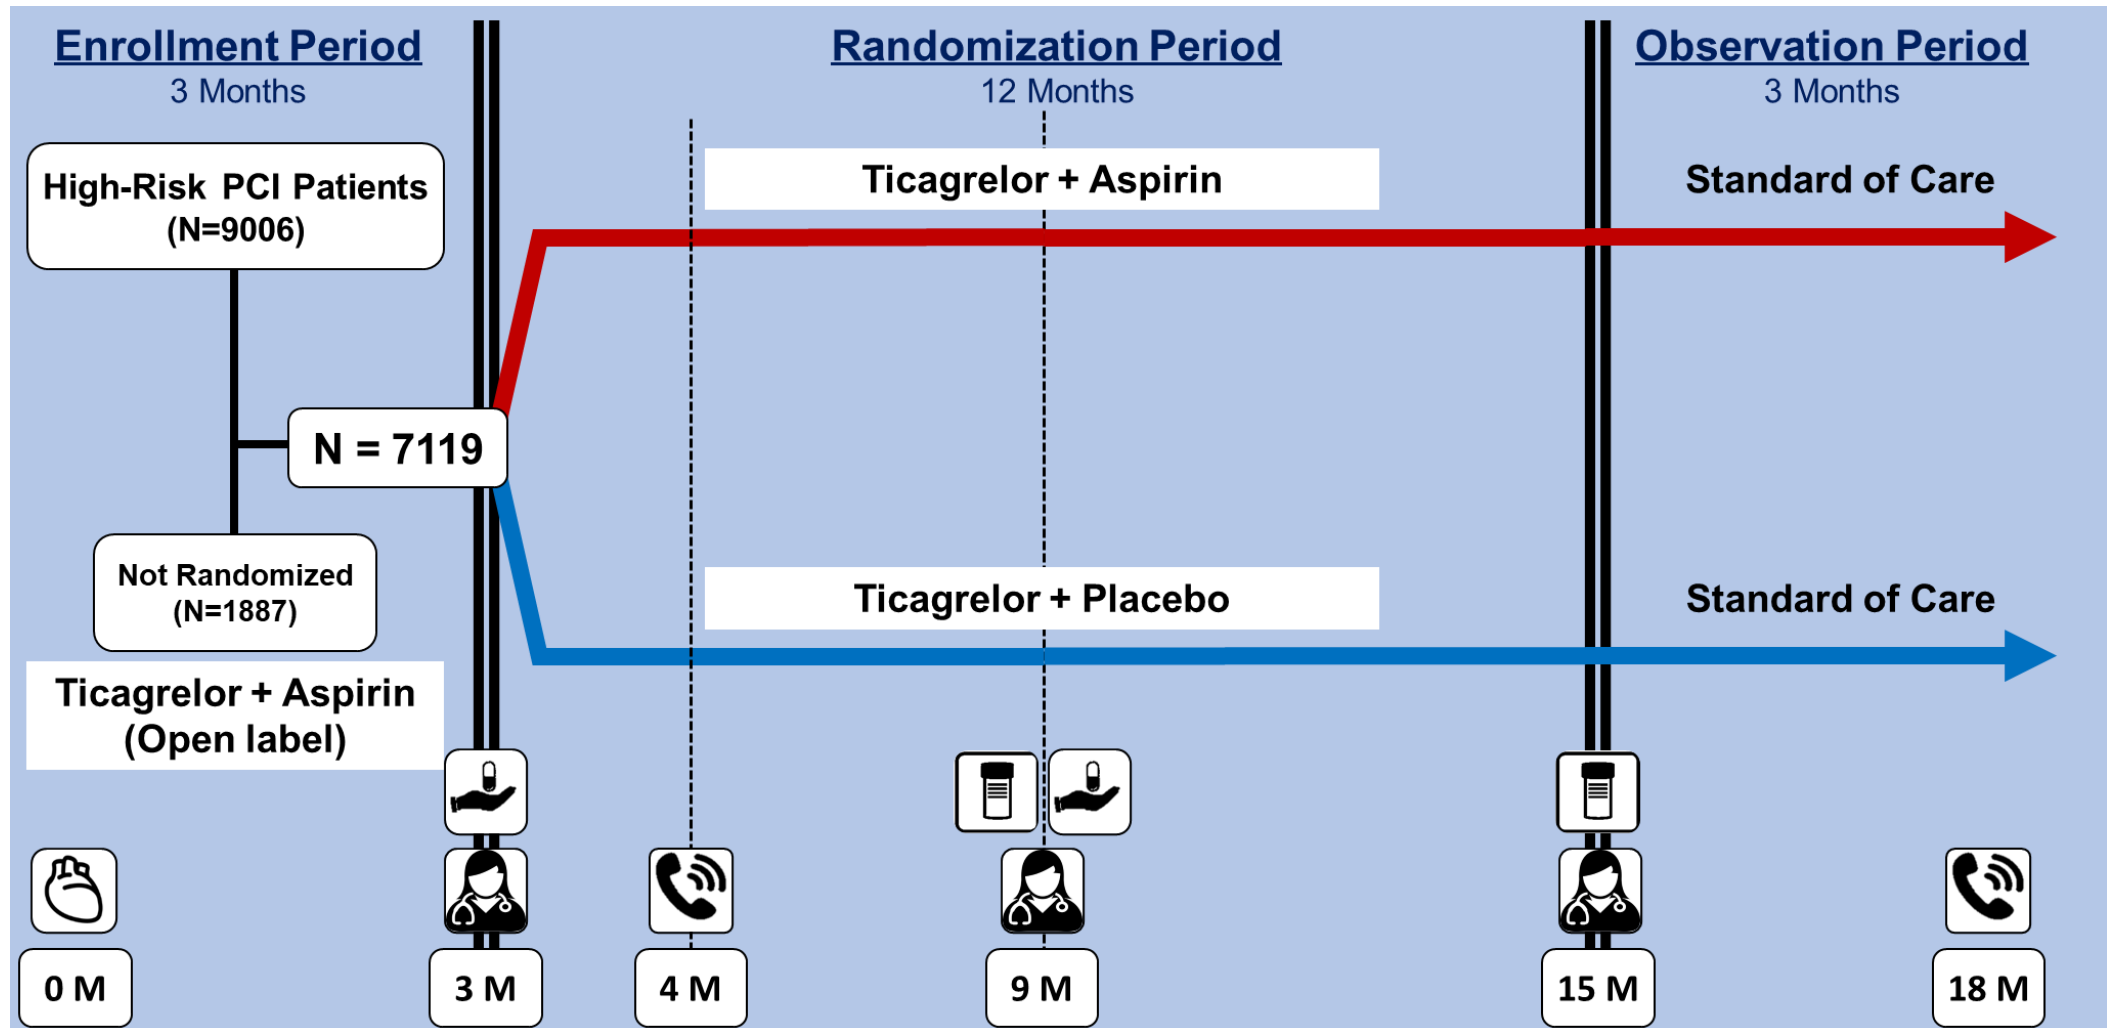 Enrollment Period
3 Months
Randomization Period
12 Months
Observation Period
3 Months
High-Risk PCI Patients
(N=9006)
Ticagrelor + Aspirin
Standard of Care
N = 7119
Not Randomized
(N=1887)
Ticagrelor + Placebo
Standard of Care
Ticagrelor + Aspirin
(Open label)
0 M
3 M
4 M
9 M
15 M
18 M